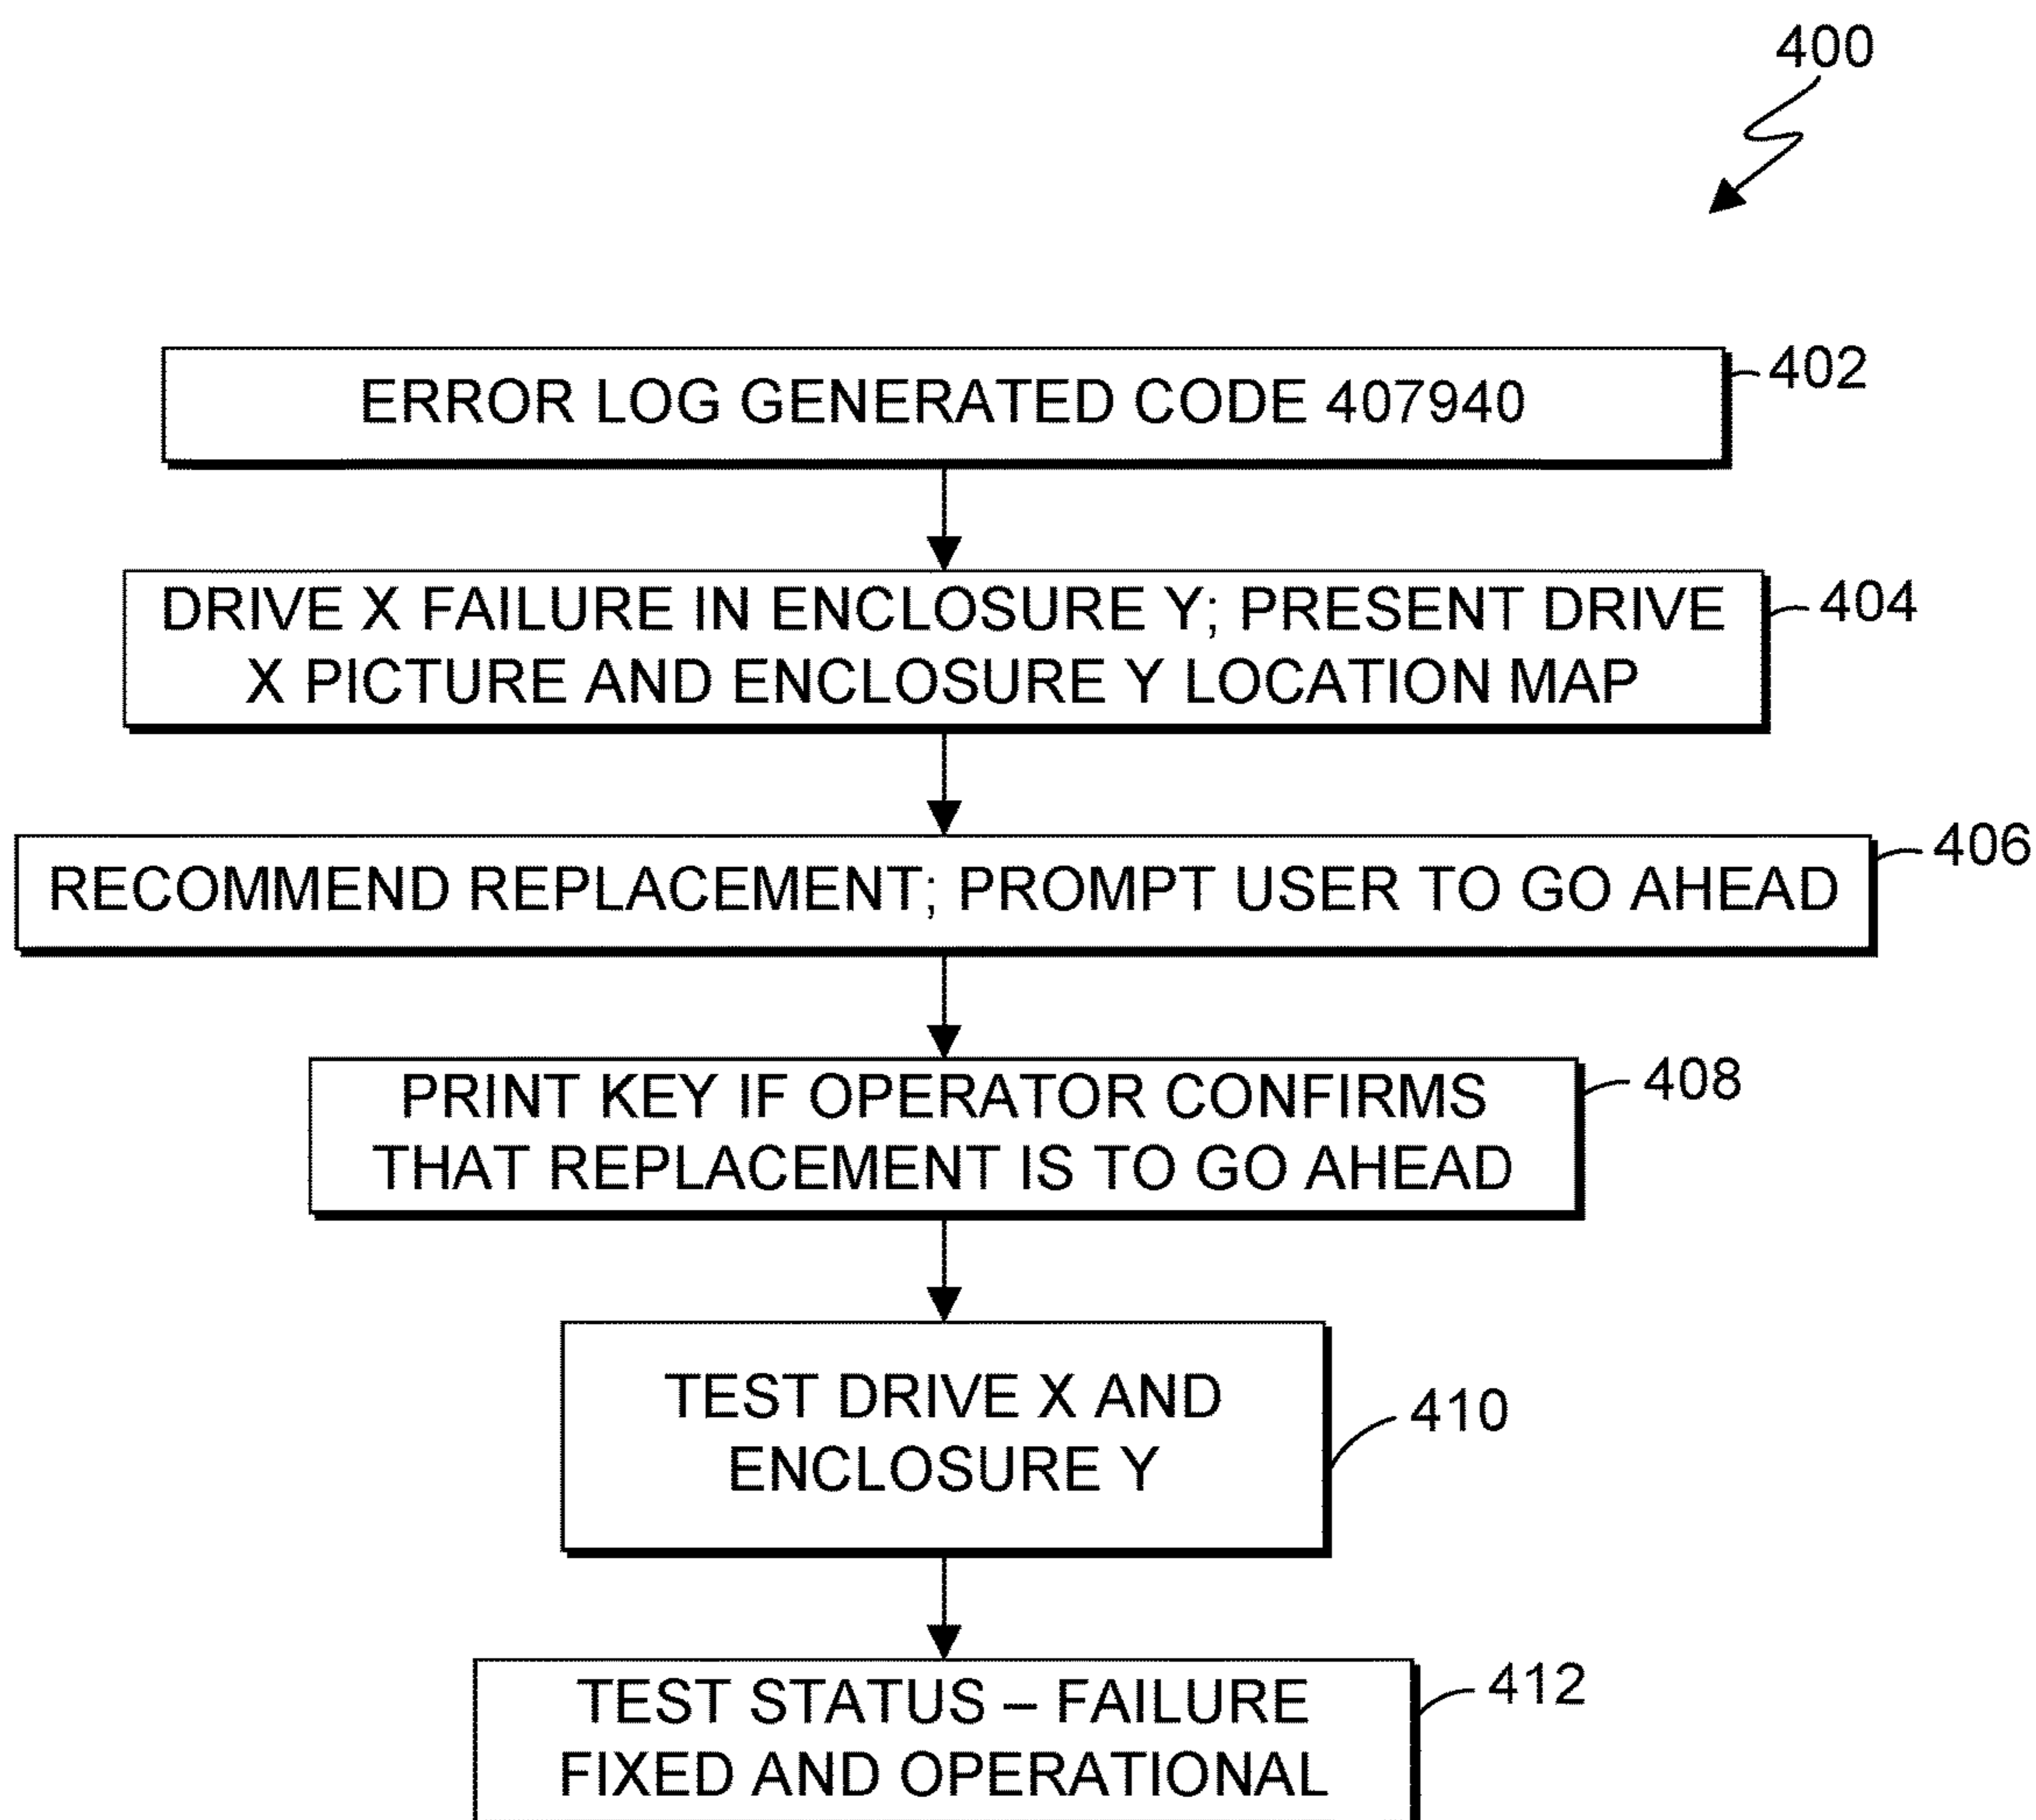 400
ERROR LOG GENERATED CODE 407940
402
DRIVE X FAILURE IN ENCLOSURE Y; PRESENT DRIVE
X PICTURE AND ENCLOSURE Y LOCATION MAP
404
RECOMMEND REPLACEMENT; PROMPT USER TO GO AHEAD
406
PRINT KEY IF OPERATOR CONFIRMS
THAT REPLACEMENT IS TO GO AHEAD
408
TEST DRIVE X AND
ENCLOSURE Y
410
TEST STATUS – FAILURE
FIXED AND OPERATIONAL
412